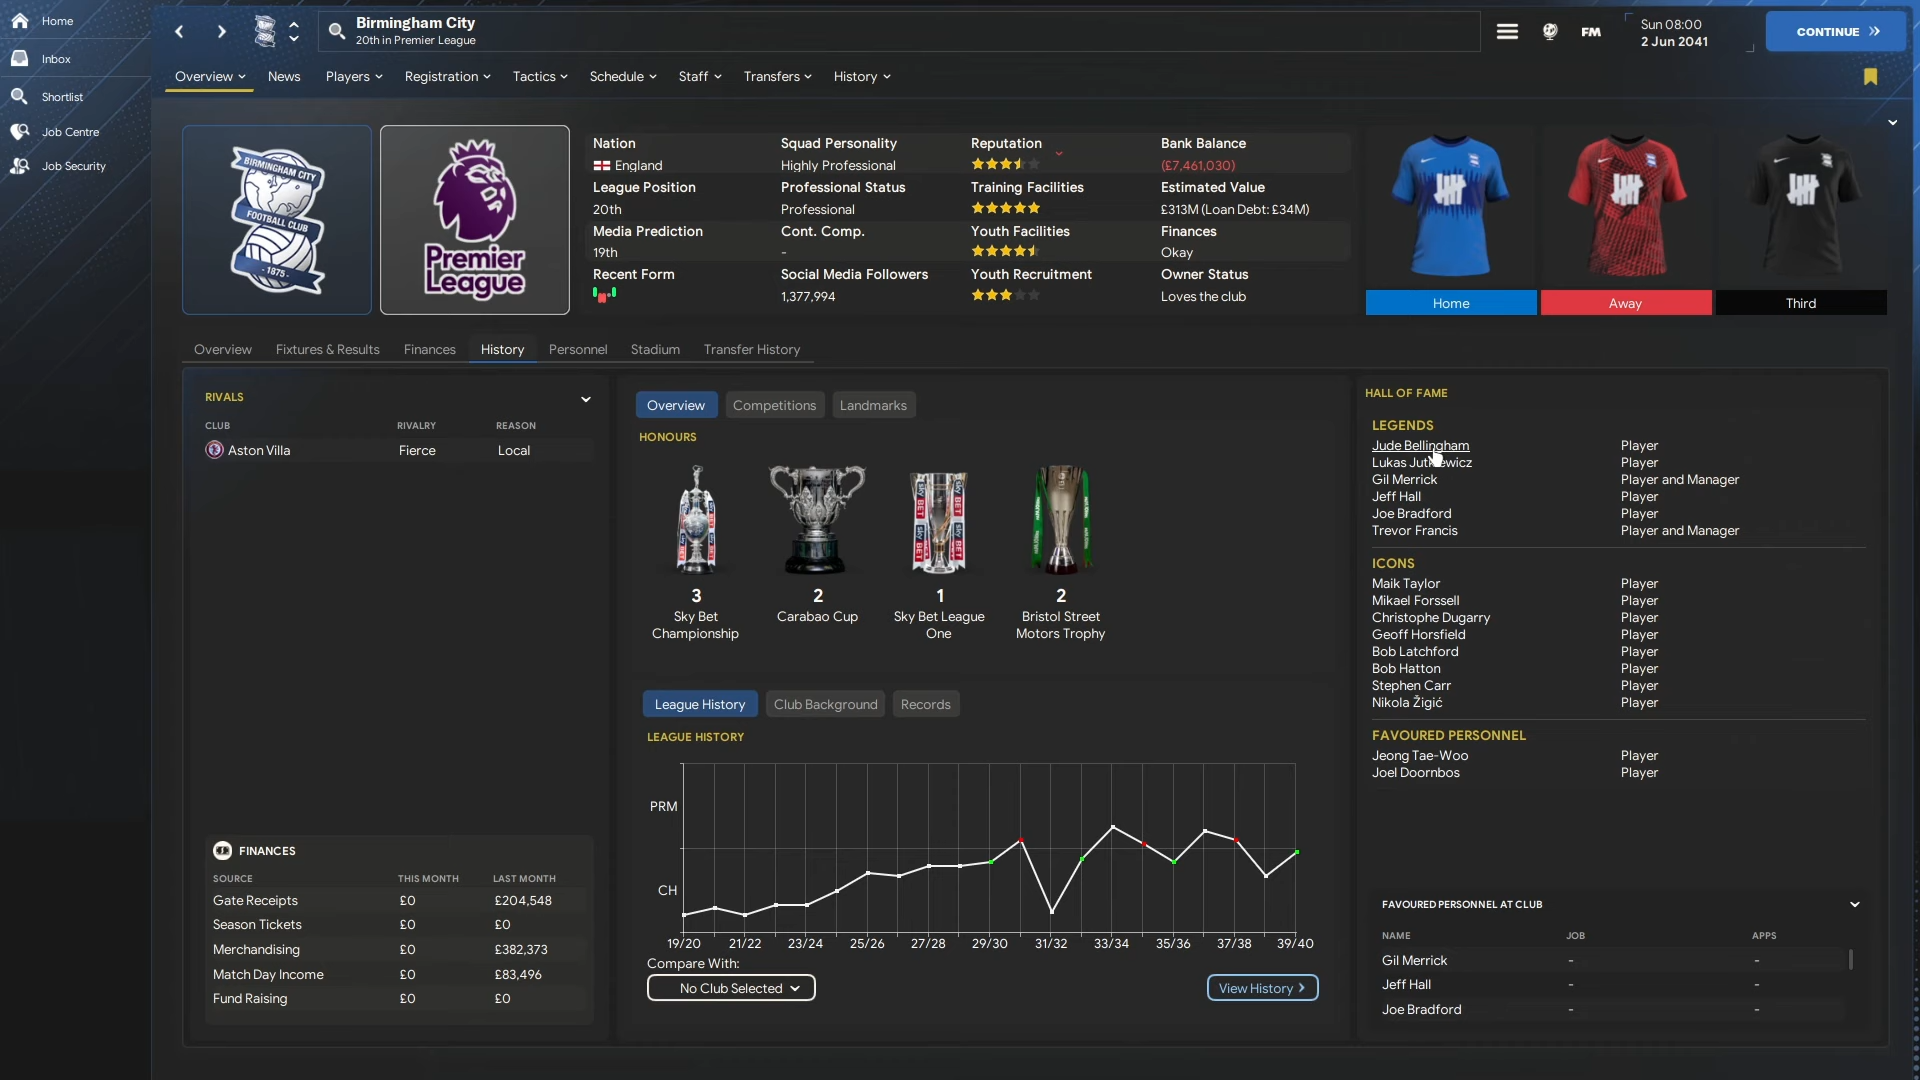 Home
Inbox
Shortlist
Job Centre
Job Security
Birmingham City
20th in Premier League
FM
Sun 08:00
2 Jun 2041
CONTINUE
Overview
News
Players
Registration
Tactics
Schedule
Staff
Transfers
History
BIRMINGHAM CITY
FOOTBALL CLUB
- 1875 -
Premier
League
Nation
England
League Position
20th
Media Prediction
19th
Recent Form
Squad Personality
Highly Professional
Professional Status
Professional
Cont. Comp.
-
Social Media Followers
1,377,994
Reputation
Training Facilities
Youth Facilities
Youth Recruitment
Bank Balance
(£7,461,030)
Estimated Value
£313M (Loan Debt: £34M)
Finances
Okay
Owner Status
Loves the club
Home
Away
Third
Overview
Fixtures & Results
Finances
History
Personnel
Stadium
Transfer History
RIVALS
CLUB RIVALRY REASON
Aston Villa Fierce Local
FINANCES
SOURCE THIS MONTH LAST MONTH
Gate Receipts £0 £204,548
Season Tickets £0 £0
Merchandising £0 £382,373
Match Day Income £0 £83,496
Fund Raising £0 £0
Overview
Competitions
Landmarks
HONOURS
sky BET
sky BET
3
Sky Bet
Championship
2
Carabao Cup
1
Sky Bet League
One
2
Bristol Street
Motors Trophy
League History
Club Background
Records
LEAGUE HISTORY
PRM
CH
19/20 21/22 23/24 25/26 27/28 29/30 31/32 33/34 35/36 37/38 39/40
Compare With:
No Club Selected
View History
HALL OF FAME
LEGENDS
Jude Bellingham Player
Lukas Jutkiewicz Player
Gil Merrick Player and Manager
Jeff Hall Player
Joe Bradford Player
Trevor Francis Player and Manager
ICONS
Maik Taylor Player
Mikael Forssell Player
Christophe Dugarry Player
Geoff Horsfield Player
Bob Latchford Player
Bob Hatton Player
Stephen Carr Player
Nikola Žigić Player
FAVOURED PERSONNEL
Jeong Tae-Woo Player
Joel Doornbos Player
FAVOURED PERSONNEL AT CLUB
NAME JOB APPS
Gil Merrick - -
Jeff Hall - -
Joe Bradford - -